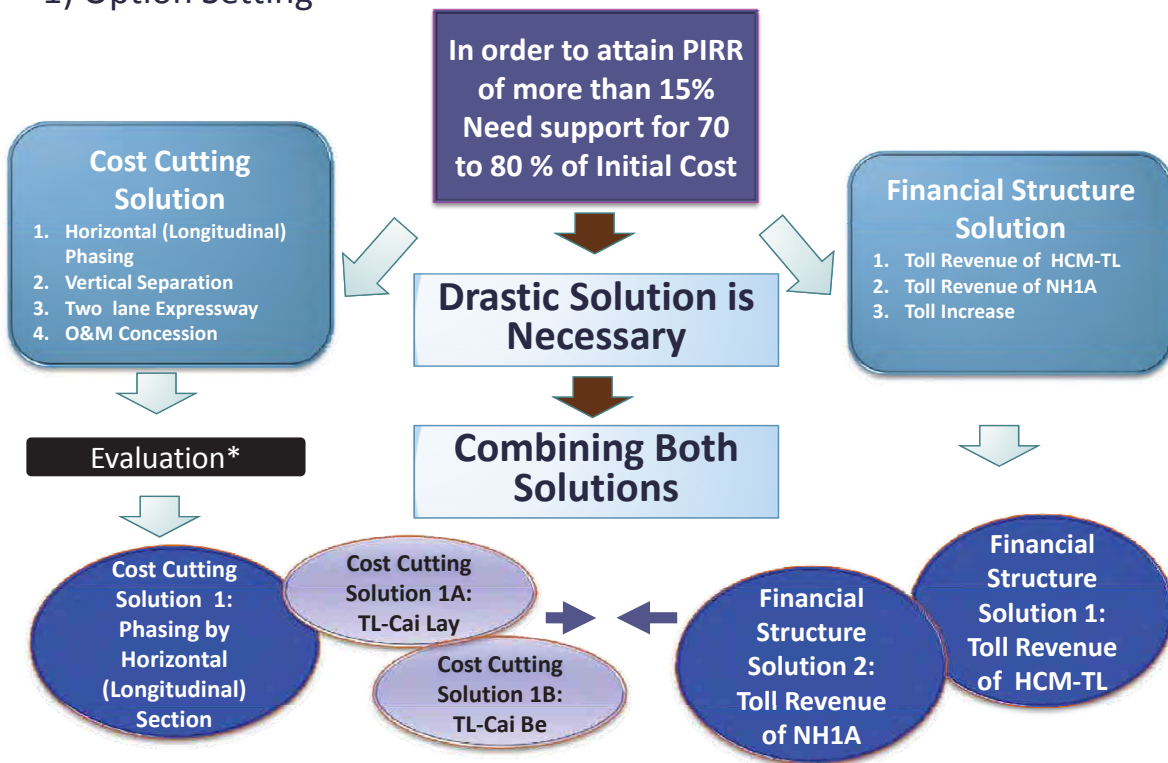 1) Option Setting
In order to attain PIRR
of more than 15%
Need support for 70
to 80 % of Initial Cost
Cost Cutting
Solution
1. Horizontal (Longitudinal)
Phasing
2. Vertical Separation
3. Two lane Expressway
4. O&M Concession
Financial Structure
Solution
1. Toll Revenue of HCM-TL
2. Toll Revenue of NH1A
3. Toll Increase
Drastic Solution is
Necessary
Evaluation*
Combining Both
Solutions
Cost Cutting
Solution 1:
Phasing by
Horizontal
(Longitudinal)
Section
Cost Cutting
Solution 1A:
TL-Cai Lay
Cost Cutting
Solution 1B:
TL-Cai Be
Financial
Structure
Solution 2:
Toll Revenue
of NH1A
Financial
Structure
Solution 1:
Toll Revenue
of HCM-TL